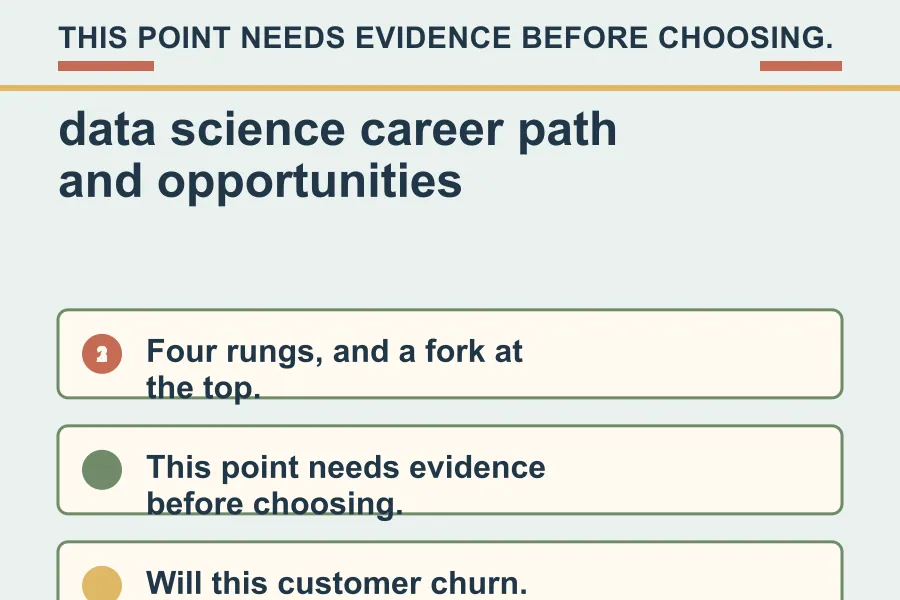 THIS POINT NEEDS EVIDENCE BEFORE CHOOSING.
data science career path
and opportunities
Four rungs, and a fork at
the top.
This point needs evidence
before choosing.
Will this customer churn.